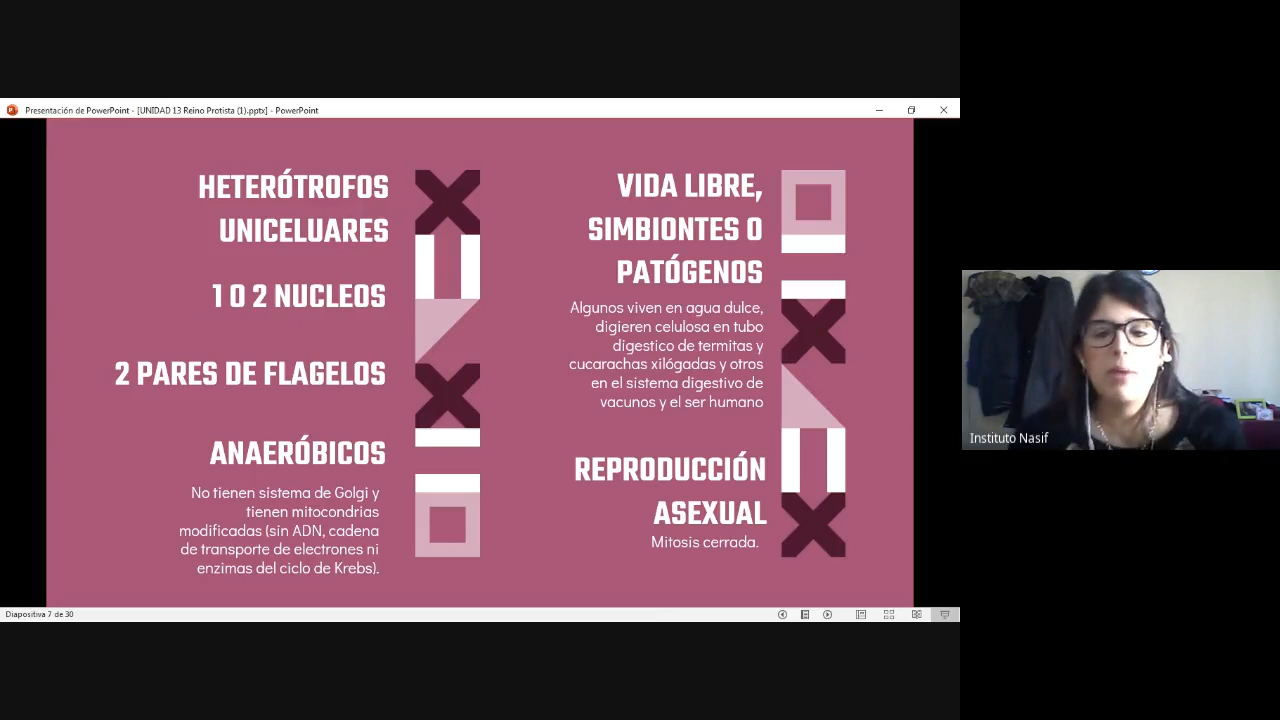 Presentación de PowerPoint - [UNIDAD 13 Reino Protista (1).pptx] - PowerPoint
HETERÓTROFOS
UNICELUARES
1 O 2 NUCLEOS
2 PARES DE FLAGELOS
ANAERÓBICOS
No tienen sistema de Golgi y
tienen mitocondrias
modificadas (sin ADN, cadena
de transporte de electrones ni
enzimas del ciclo de Krebs).
VIDA LIBRE,
SIMBIONTES O
PATÓGENOS
Algunos viven en agua dulce,
digieren celulosa en tubo
digestico de termitas y
cucarachas xilógadas y otros
en el sistema digestivo de
vacunos y el ser humano
REPRODUCCIÓN
ASEXUAL
Mitosis cerrada.
Instituto Nasif
Diapositiva 7 de 30